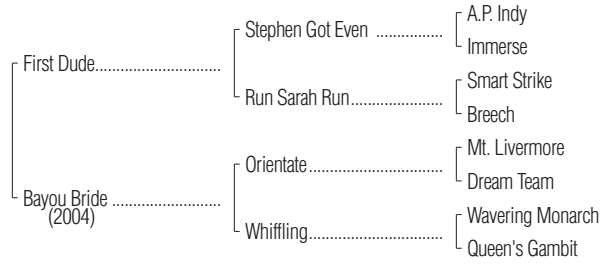 A.P. Indy
Stephen Got Even ................
Immerse
First Dude..............................
Smart Strike
Run Sarah Run......................
Breech
Mt. Livermore
Orientate ................................
Dream Team
Bayou Bride ..........................
(2004)
Wavering Monarch
Whiffling................................
Queen's Gambit